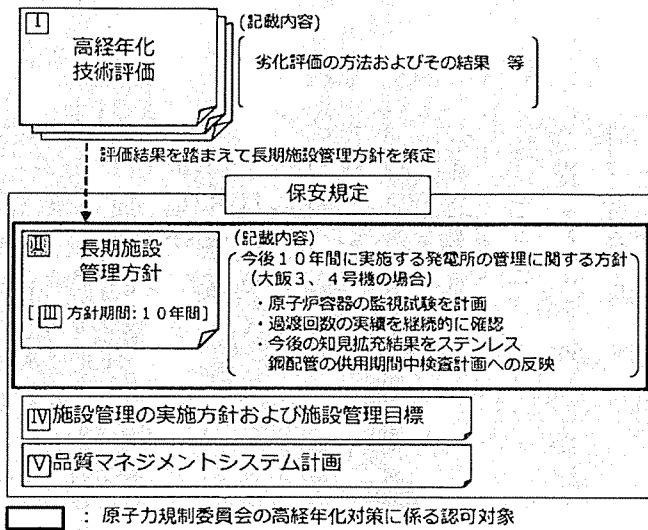 I
高経年化
技術評価
(記載内容)
劣化評価の方法およびその結果 等
評価結果を踏まえて長期施設管理方針を策定
保安規定
II
長期施設
管理方針
[ III 方針期間:10年間]
(記載内容)
今後10年間に実施する発電所の管理に関する方針
(大飯3、4号機の場合)
・原子炉容器の監視試験を計画
・過渡回数の実績を継続的に確認
・今後の知見拡充結果をステンレス
鋼配管の供用期間中検査計画への反映
IV 施設管理の実施方針および施設管理目標
V 品質マネジメントシステム計画
: 原子力規制委員会の高経年化対策に係る認可対象